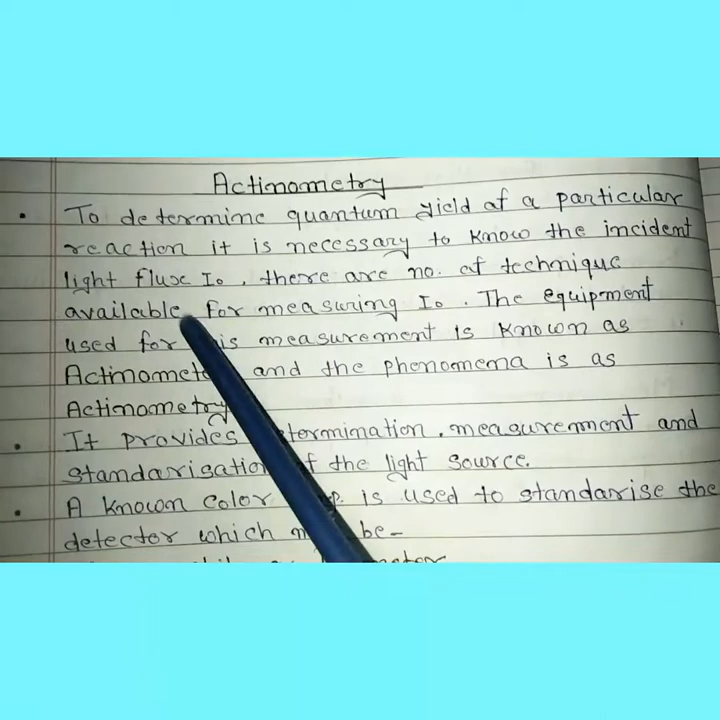 Actinometry
To determine quantum yield of a particular
reaction it is necessary to know the incident
light flux Io, there are no. of technique
available for measuring Io. The equipment
used for is measurement is known as
Actinomete and the phenomena is as
Actinometry
It provides termination, measurement and
standarisation f the light source.
A known color is used to standarise the
detector which m be-